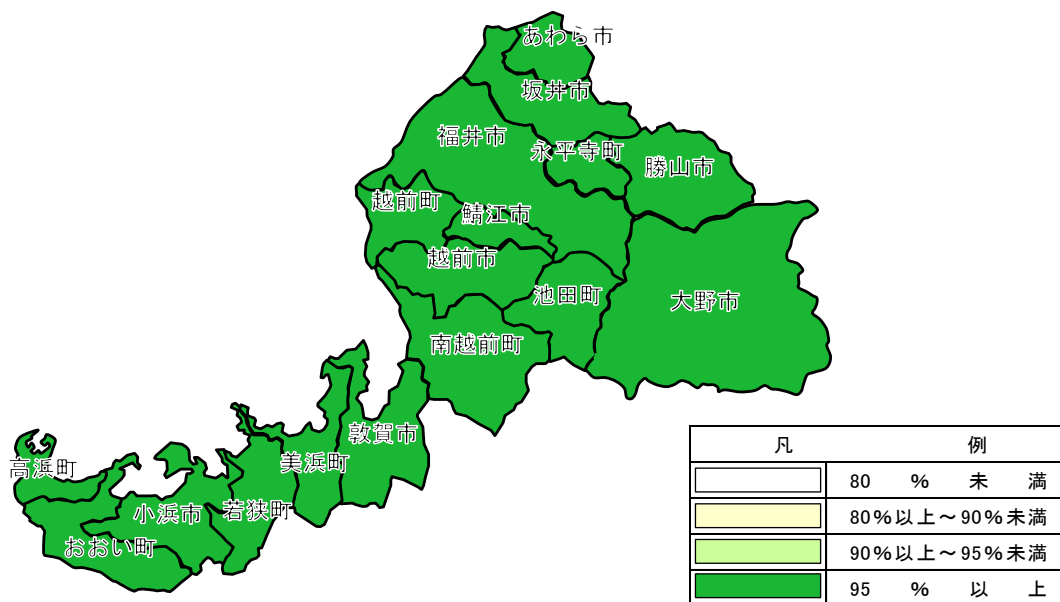 あわら市
坂井市
福井市
永平寺町
勝山市
越前町
鯖江市
越前市
池田町
大野市
南越前町
敦賀市
美浜町
高浜町
小浜市
若狭町
おおい町
凡 例
80 % 未 満
80%以上～90%未満
90%以上～95%未満
95 % 以 上